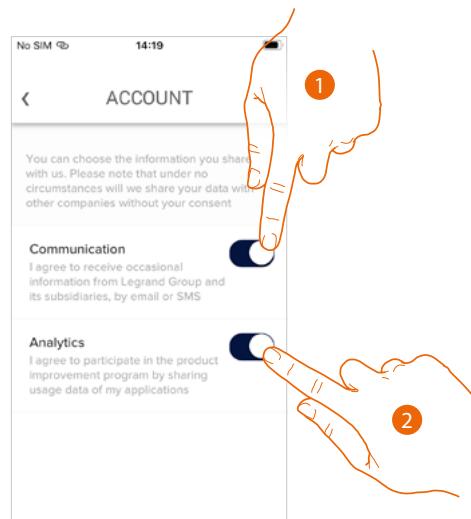 No SIM 14:19
ACCOUNT
1
You can choose the information you share
with us. Please note that under no
circumstances will we share your data with
other companies without your consent
Communication
I agree to receive occasional
information from Legrand Group and
its subsidiaries, by email or SMS
Analytics
I agree to participate in the product
improvement program by sharing
usage data of my applications
2